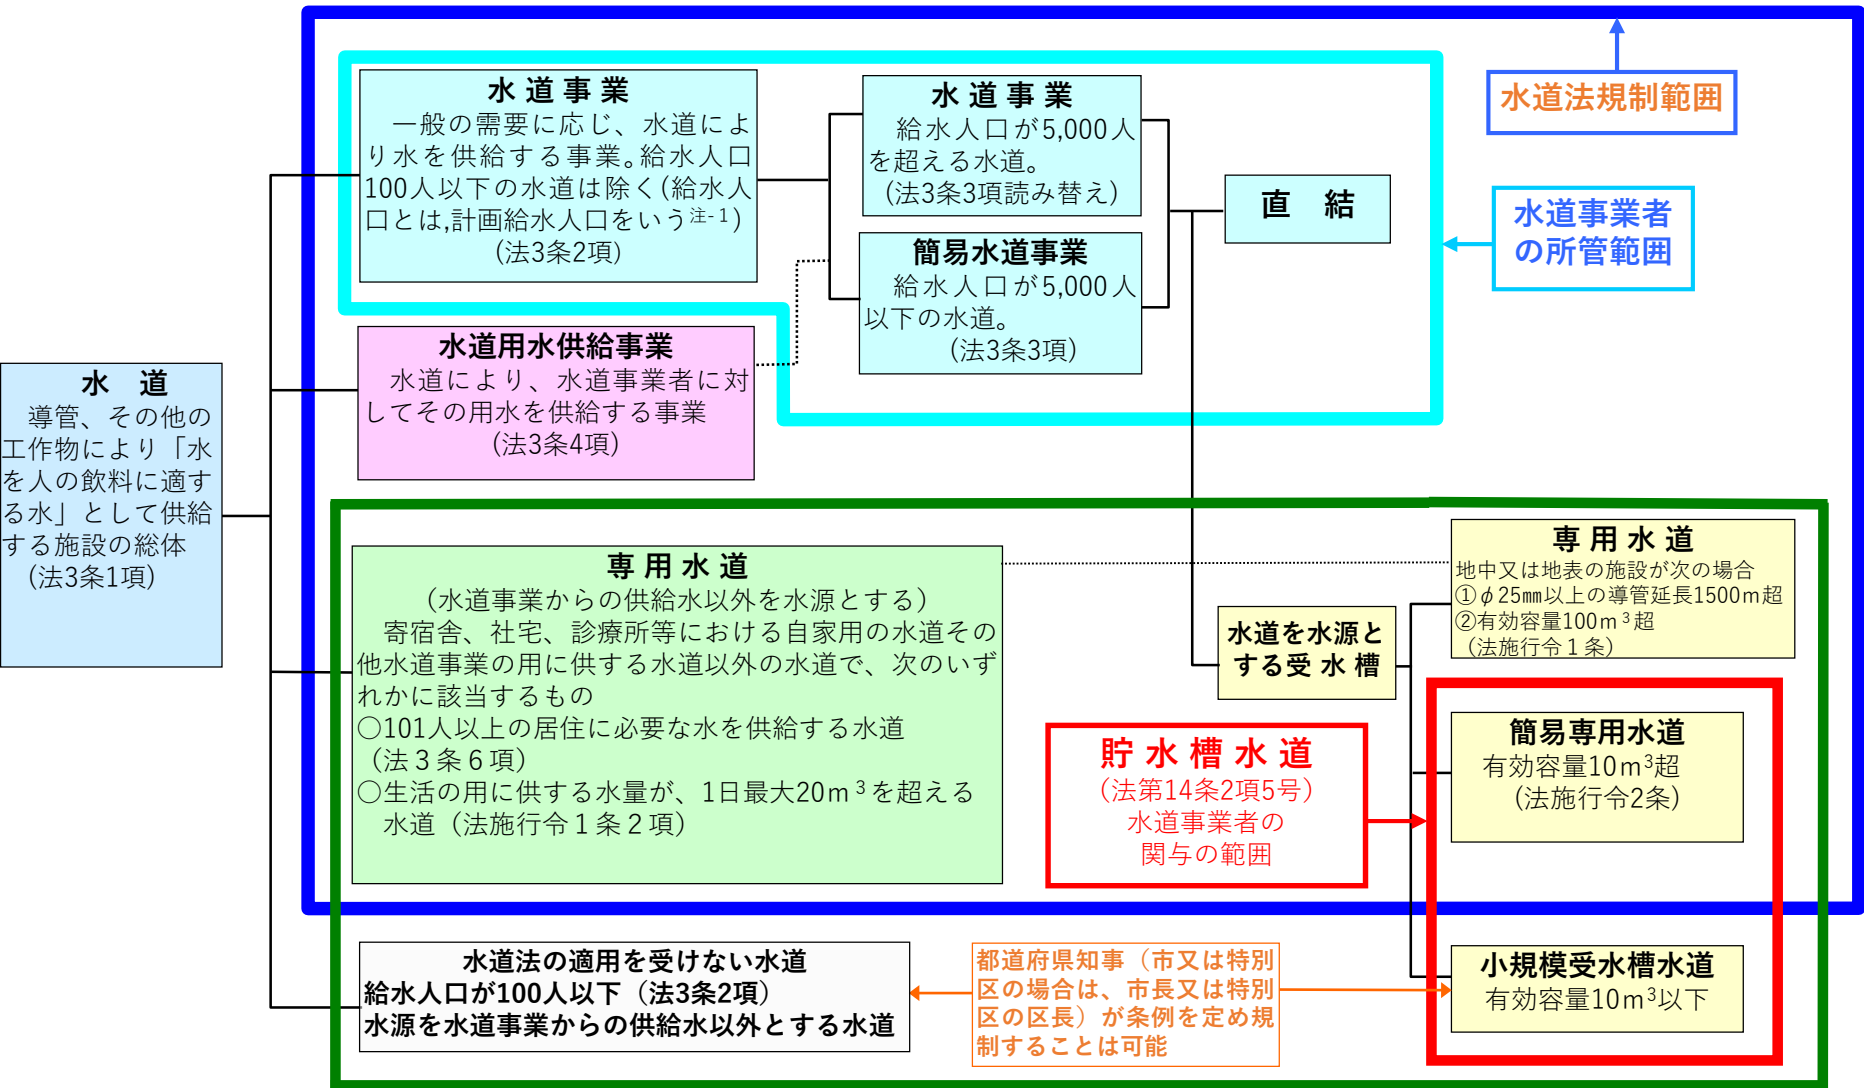 水道法規制範囲
水道事業者
の所管範囲
水 道 事 業
一般の需要に応じ、水道によ
り水を供給する事業。給水人口
100人以下の水道は除く(給水人
口とは,計画給水人口をいう注-1)
(法3条2項)
水 道 事 業
給水人口が5,000人
を超える水道。
(法3条3項読み替え)
簡易水道事業
給水人口が5,000人
以下の水道。
(法3条3項)
直 結
水道用水供給事業
水道により、水道事業者に対
してその用水を供給する事業
(法3条4項)
水 道
導管、その他の
工作物により「水
を人の飲料に適す
る水」として供給
する施設の総体
(法3条1項)
専 用 水 道
(水道事業からの供給水以外を水源とする)
寄宿舎、社宅、診療所等における自家用の水道その
他水道事業の用に供する水道以外の水道で、次のいず
れかに該当するもの
○101人以上の居住に必要な水を供給する水道
(法3条6項)
○生活の用に供する水量が、1日最大20m³を超える
水道(法施行令1条2項)
水道を水源と
する受 水 槽
専 用 水 道
地中又は地表の施設が次の場合
①φ25㎜以上の導管延長1500m超
②有効容量100m³超
(法施行令1条)
貯 水 槽 水 道
(法第14条2項5号)
水道事業者の
関与の範囲
簡易専用水道
有効容量10m³超
(法施行令2条)
小規模受水槽水道
有効容量10m³以下
水道法の適用を受けない水道
給水人口が100人以下(法3条2項)
水源を水道事業からの供給水以外とする水道
都道府県知事(市又は特別
区の場合は、市長又は特別
区の区長)が条例を定め規
制することは可能